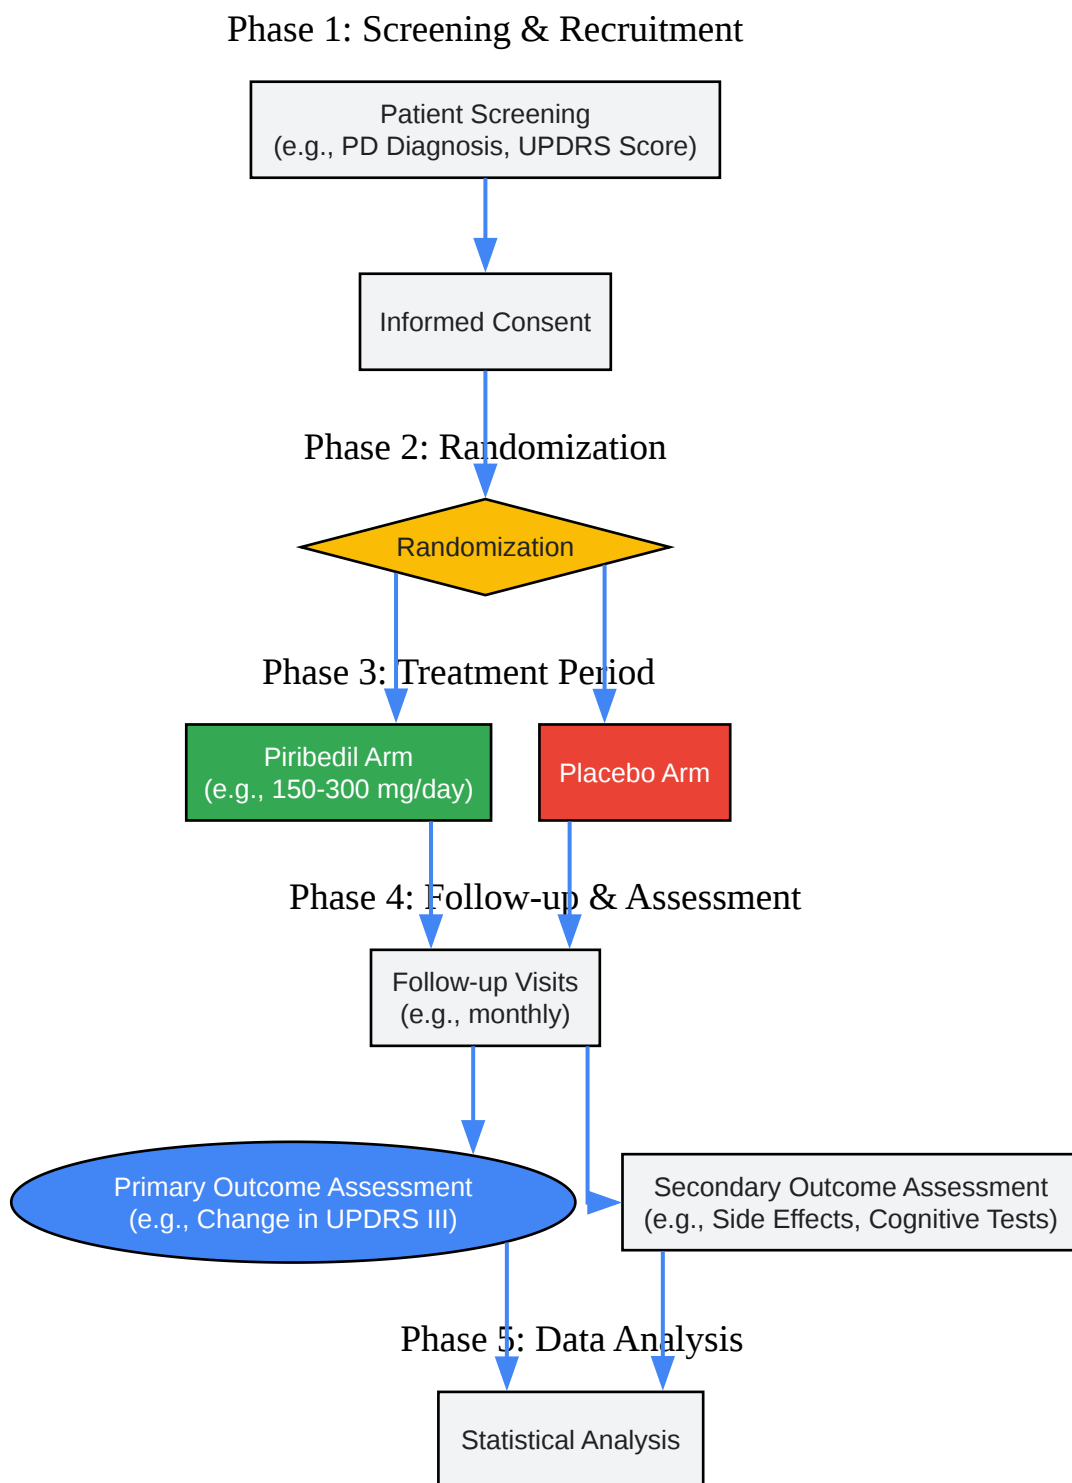 Phase 1: Screening & Recruitment
Patient Screening
(e.g., PD Diagnosis, UPDRS Score)
Informed Consent
Phase 2: Randomization
Randomization
Phase 3: Treatment Period
Piribedil Arm
(e.g., 150-300 mg/day)
Placebo Arm
Phase 4: Follow-up & Assessment
Follow-up Visits
(e.g., monthly)
Primary Outcome Assessment
(e.g., Change in UPDRS III)
Secondary Outcome Assessment
(e.g., Side Effects, Cognitive Tests)
Phase 5: Data Analysis
Statistical Analysis